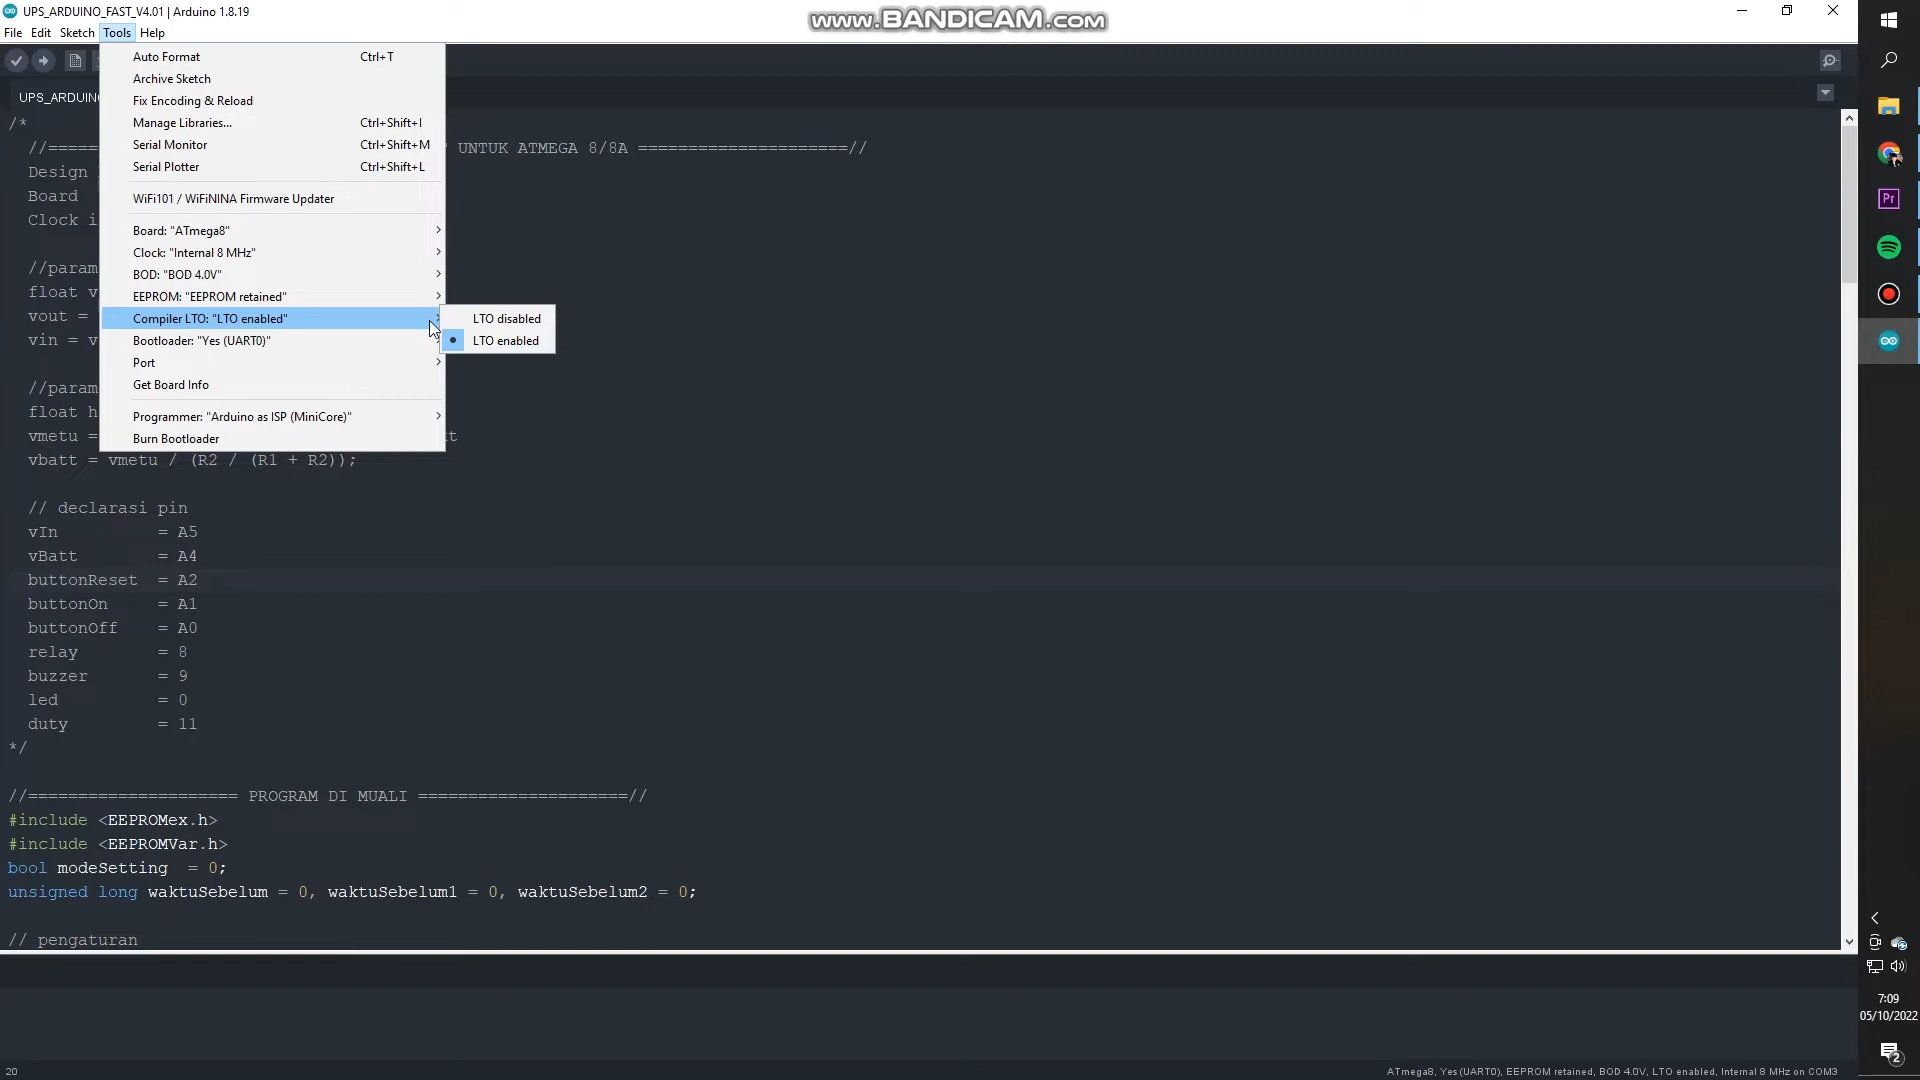 UPS_ARDUINO_FAST_V4.01 | Arduino 1.8.19
www.BANDICAM.com
File Edit Sketch Tools Help
Auto Format Ctrl+T
Archive Sketch
Fix Encoding & Reload
Manage Libraries... Ctrl+Shift+I
Serial Monitor Ctrl+Shift+M
Serial Plotter Ctrl+Shift+L
WiFi101 / WiFiNINA Firmware Updater
Board: "ATmega8"
Clock: "Internal 8 MHz"
BOD: "BOD 4.0V"
EEPROM: "EEPROM retained"
Compiler LTO: "LTO enabled"
Bootloader: "Yes (UART0)"
Port
Get Board Info
Programmer: "Arduino as ISP (MiniCore)"
Burn Bootloader
LTO disabled
LTO enabled
UPS_ARDUIN
/*
//===== UNTUK ATMEGA 8/8A =====================//
Design
Board
Clock i
//param
float v
vout =
vin = v
//param
float h
vmetu = t
vbatt = vmetu / (R2 / (R1 + R2));
// declarasi pin
vIn = A5
vBatt = A4
buttonReset = A2
buttonOn = A1
buttonOff = A0
relay = 8
buzzer = 9
led = 0
duty = 11
*/
//===================== PROGRAM DI MUALI =====================//
#include <EEPROMex.h>
#include <EEPROMVar.h>
bool modeSetting = 0;
unsigned long waktuSebelum = 0, waktuSebelum1 = 0, waktuSebelum2 = 0;
// pengaturan
20
ATmega8, Yes (UART0), EEPROM retained, BOD 4.0V, LTO enabled, Internal 8 MHz on COM3
Pr
7:09
05/10/2022
2